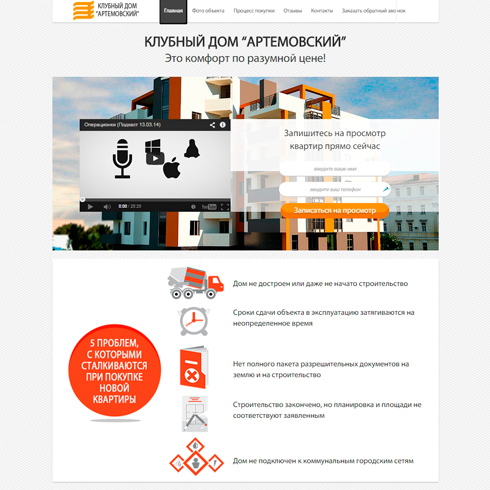 КЛУБНЫЙ ДОМ
"АРТЕМОВСКИЙ"
Главная Фото объекта Процесс покупки Отзывы Контакты Заказать обратный звонок
КЛУБНЫЙ ДОМ “АРТЕМОВСКИЙ”
Это комфорт по разумной цене!
Операционки (Подкаст 13.03.14)
Запишитесь на просмотр
квартир прямо сейчас
введите ваше имя
введите ваш телефон
Записаться на просмотр
0:00 / 20:20
YouTube
5 ПРОБЛЕМ,
С КОТОРЫМИ
СТАЛКИВАЮТСЯ
ПРИ ПОКУПКЕ
НОВОЙ
КВАРТИРЫ
Дом не достроен или даже не начато строительство
Сроки сдачи объекта в эксплуатацию затягиваются на
неопределенное время
Нет полного пакета разрешительных документов на
землю и на строительство
Строительство закончено, но планировка и площади не
соответствуют заявленным
Дом не подключен к коммунальным городским сетям